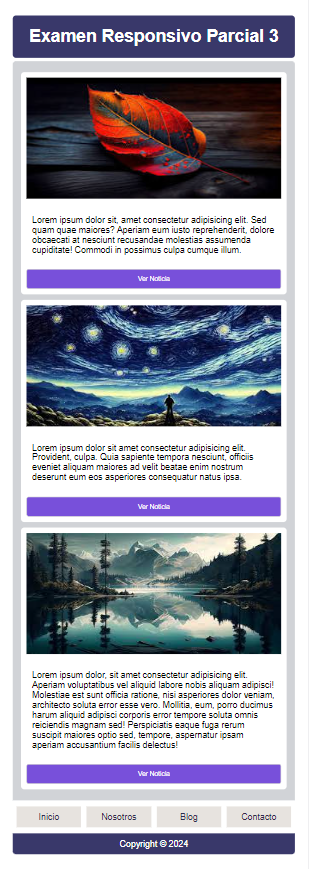 Examen Responsivo Parcial 3
Lorem ipsum dolor sit, amet consectetur adipisicing elit. Sed
quam quae maiores? Aperiam eum iusto reprehenderit, dolore
obcaecati at nesciunt recusandae molestias assumenda
cupiditate! Commodi in possimus culpa cumque illum.
Ver Noticia
Lorem ipsum dolor sit amet consectetur adipisicing elit.
Provident, culpa. Quia sapiente tempora nesciunt, officiis
eveniet aliquam maiores ad velit beatae enim nostrum
deserunt eum eos asperiores consequatur natus ipsa.
Ver Noticia
Lorem ipsum dolor, sit amet consectetur adipisicing elit.
Aperiam voluptatibus vel aliquid labore nobis aliquam adipisci!
Molestiae est sunt officia ratione, nisi asperiores dolor veniam,
architecto soluta error esse vero. Mollitia, eum, porro ducimus
harum aliquid adipisci corporis error tempore soluta omnis
reiciendis magnam sed! Perspiciatis eaque fuga rerum
suscipit maiores optio sed, tempore, aspernatur ipsam
aperiam accusantium facilis delectus!
Ver Noticia
Inicio Nosotros Blog Contacto
Copyright © 2024